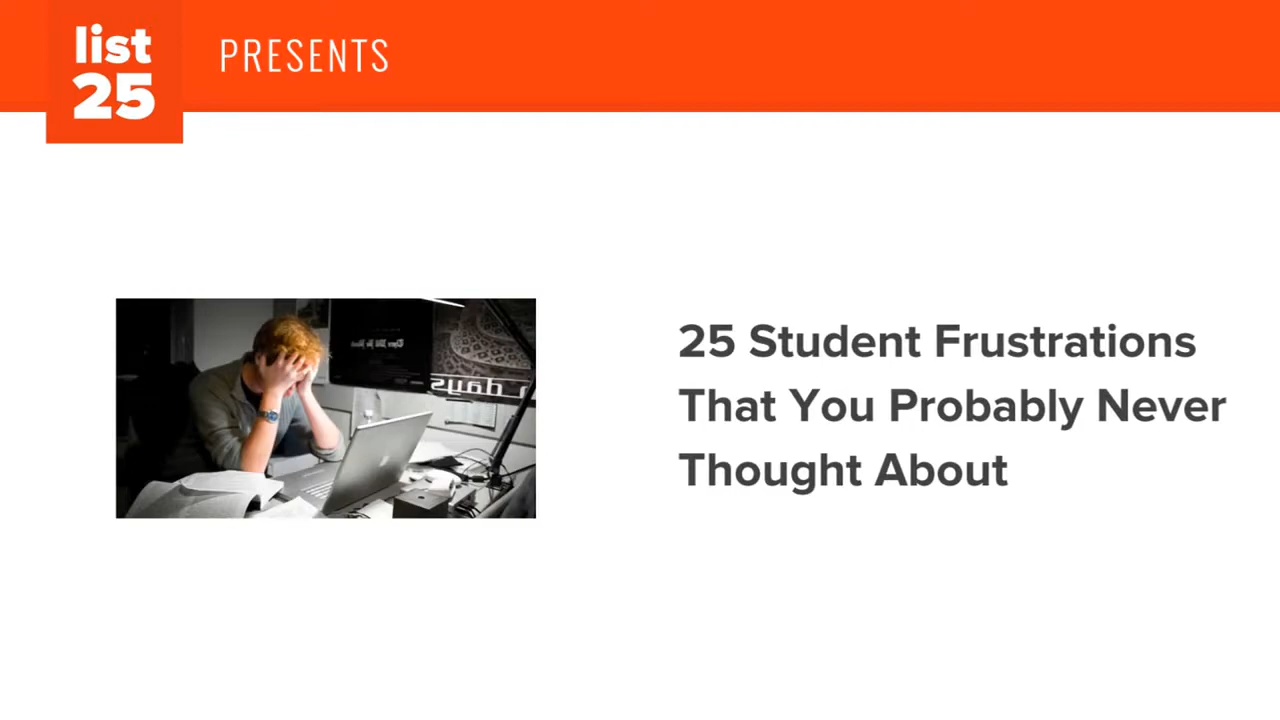 list
25
PRESENTS
25 Student Frustrations
That You Probably Never
Thought About